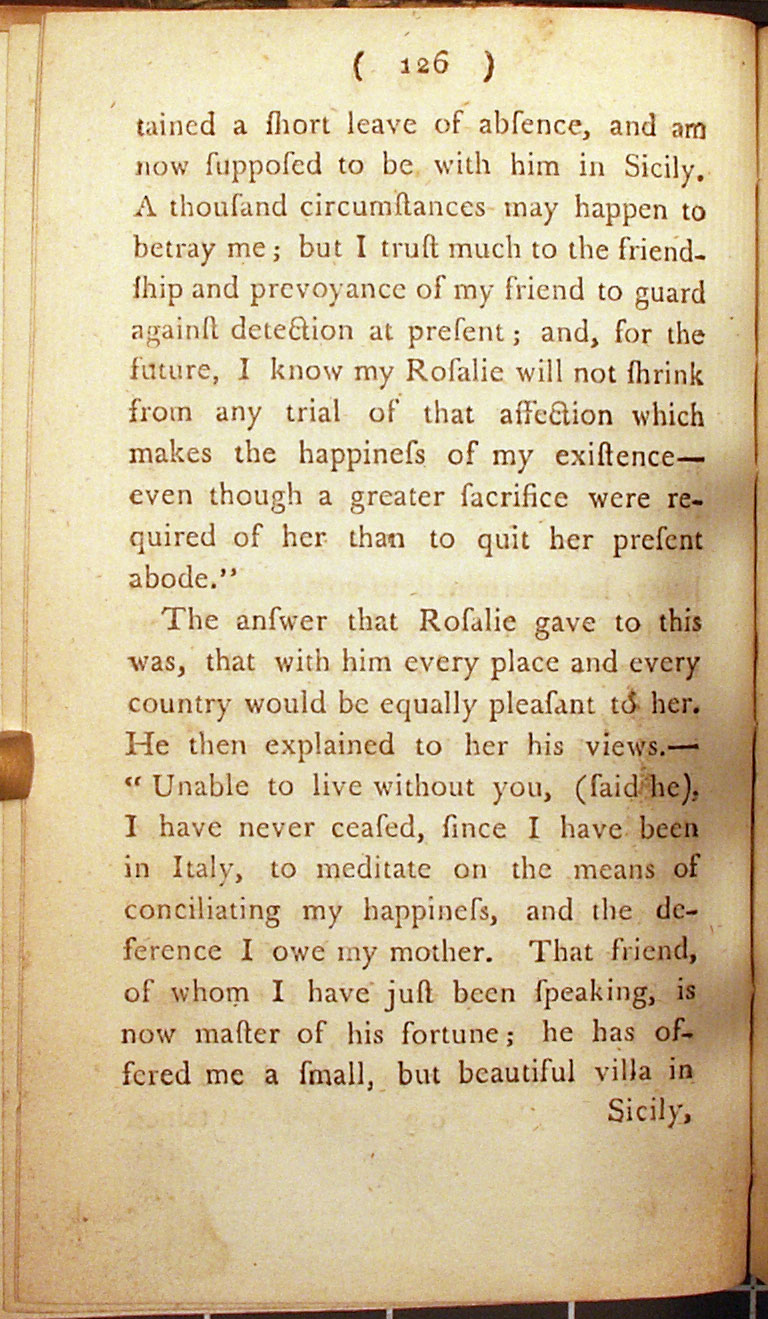 ( 126 )
tained a ſhort leave of abſence, and am
now ſuppoſed to be with him in Sicily.
A thouſand circumſtances may happen to
betray me; but I truſt much to the friend-
ſhip and prevoyance of my friend to guard
againſt detection at preſent; and, for the
future, I know my Roſalie will not ſhrink
from any trial of that affection which
makes the happineſs of my exiſtence—
even though a greater ſacrifice were re-
quired of her than to quit her preſent
abode.”
The anſwer that Roſalie gave to this
was, that with him every place and every
country would be equally pleaſant to her.
He then explained to her his views.—
“ Unable to live without you, (ſaid he),
I have never ceaſed, ſince I have been
in Italy, to meditate on the means of
conciliating my happineſs, and the de-
ference I owe my mother. That friend,
of whom I have juſt been ſpeaking, is
now maſter of his fortune; he has of-
fered me a ſmall, but beautiful villa in
Sicily,